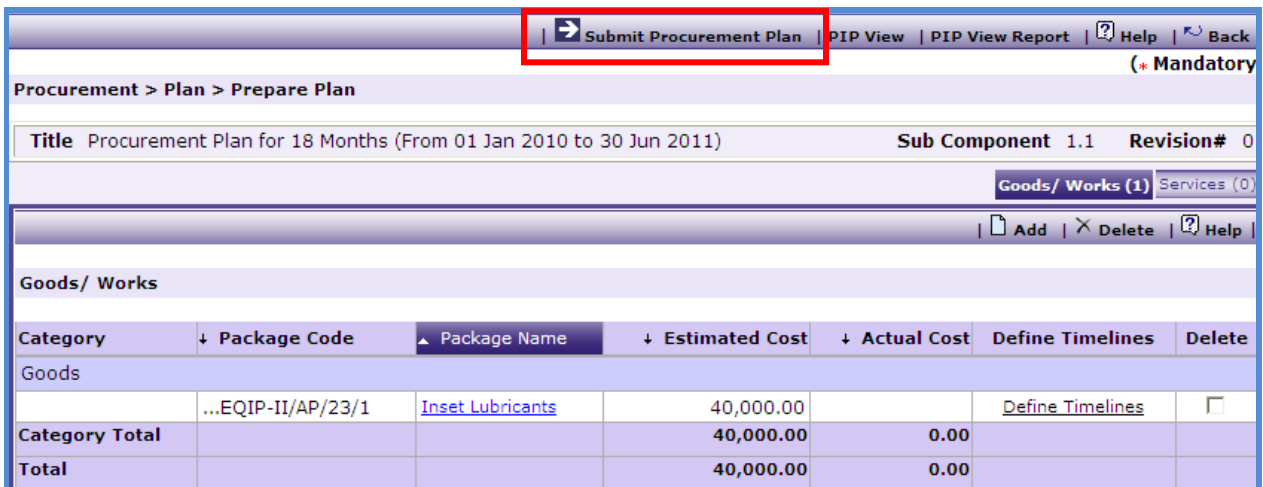 | Submit Procurement Plan | PIP View | PIP View Report | Help | Back
(* Mandatory
Procurement > Plan > Prepare Plan
Title Procurement Plan for 18 Months (From 01 Jan 2010 to 30 Jun 2011) Sub Component 1.1 Revision# 0
Goods/ Works (1) Services (0)
| Add | Delete | Help |
Goods/ Works
Category Package Code Package Name Estimated Cost Actual Cost Define Timelines Delete
Goods
...EQIP-II/AP/23/1 Inset Lubricants 40,000.00 Define Timelines
Category Total 40,000.00 0.00
Total 40,000.00 0.00